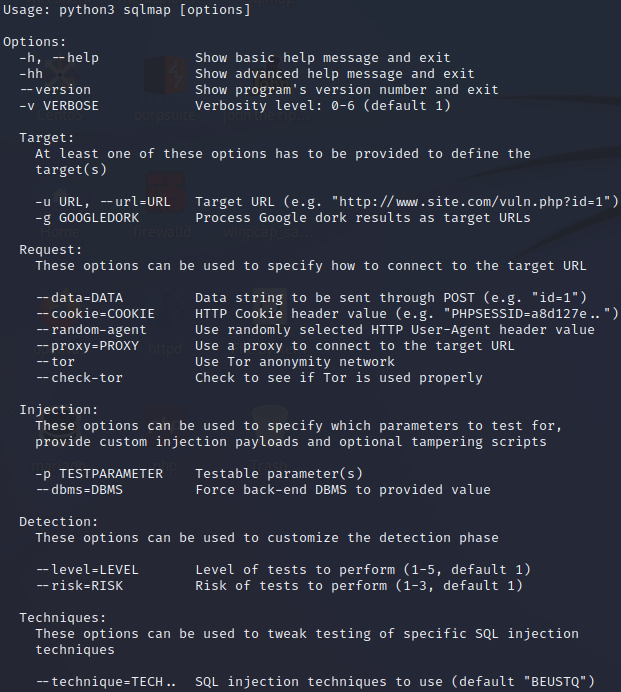 Usage: python3 sqlmap [options]
Options:
-h, --help Show basic help message and exit
-hh Show advanced help message and exit
--version Show program's version number and exit
-v VERBOSE Verbosity level: 0-6 (default 1)
Target:
At least one of these options has to be provided to define the
target(s)
-u URL, --url=URL Target URL (e.g. "http://www.site.com/vuln.php?id=1")
-g GOOGLEDORK Process Google dork results as target URLs
Request:
These options can be used to specify how to connect to the target URL
--data=DATA Data string to be sent through POST (e.g. "id=1")
--cookie=COOKIE HTTP Cookie header value (e.g. "PHPSESSID=a8d127e..")
--random-agent Use randomly selected HTTP User-Agent header value
--proxy=PROXY Use a proxy to connect to the target URL
--tor Use Tor anonymity network
--check-tor Check to see if Tor is used properly
Injection:
These options can be used to specify which parameters to test for,
provide custom injection payloads and optional tampering scripts
-p TESTPARAMETER Testable parameter(s)
--dbms=DBMS Force back-end DBMS to provided value
Detection:
These options can be used to customize the detection phase
--level=LEVEL Level of tests to perform (1-5, default 1)
--risk=RISK Risk of tests to perform (1-3, default 1)
Techniques:
These options can be used to tweak testing of specific SQL injection
techniques
--technique=TECH.. SQL injection techniques to use (default "BEUSTQ")